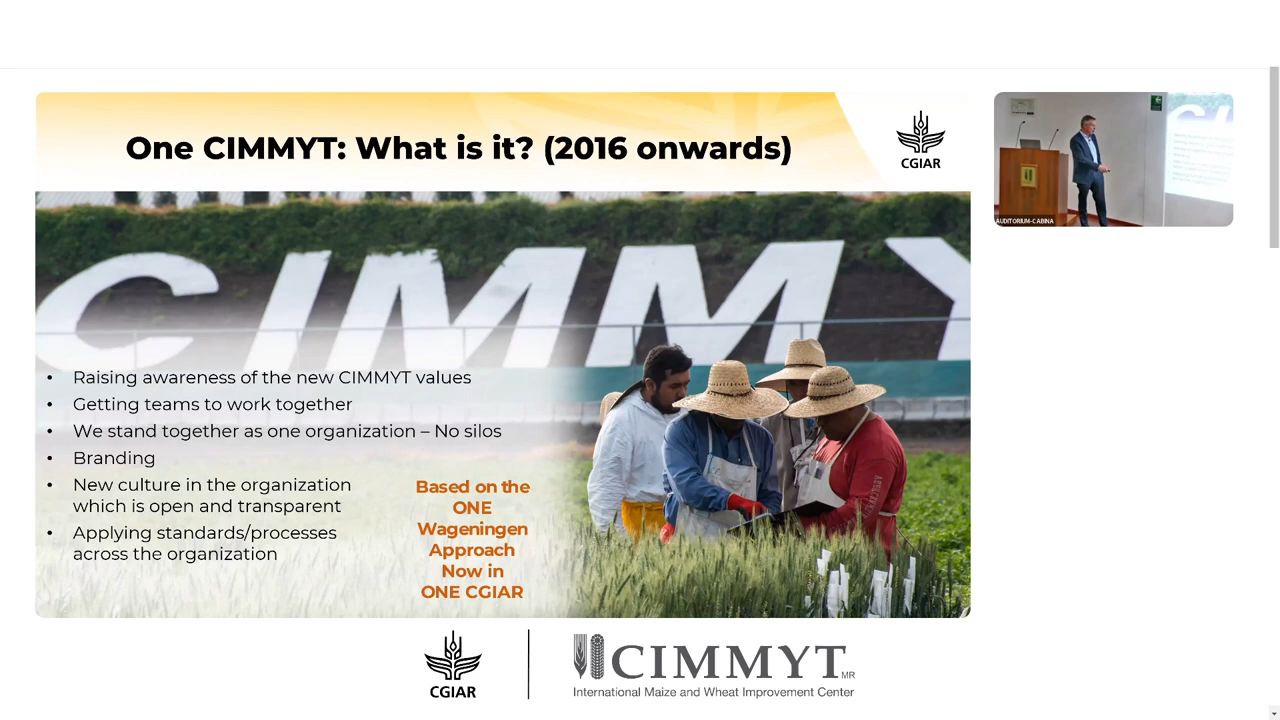 One CIMMYT: What is it? (2016 onwards)
CGIAR
CIMMY
• Raising awareness of the new CIMMYT values
• Getting teams to work together
• We stand together as one organization – No silos
• Branding
• New culture in the organization
which is open and transparent
• Applying standards/processes
across the organization
Based on the
ONE
Wageningen
Approach
Now in
ONE CGIAR
AUDITORIUM-CABINA
CGIAR
CIMMYT MR
International Maize and Wheat Improvement Center